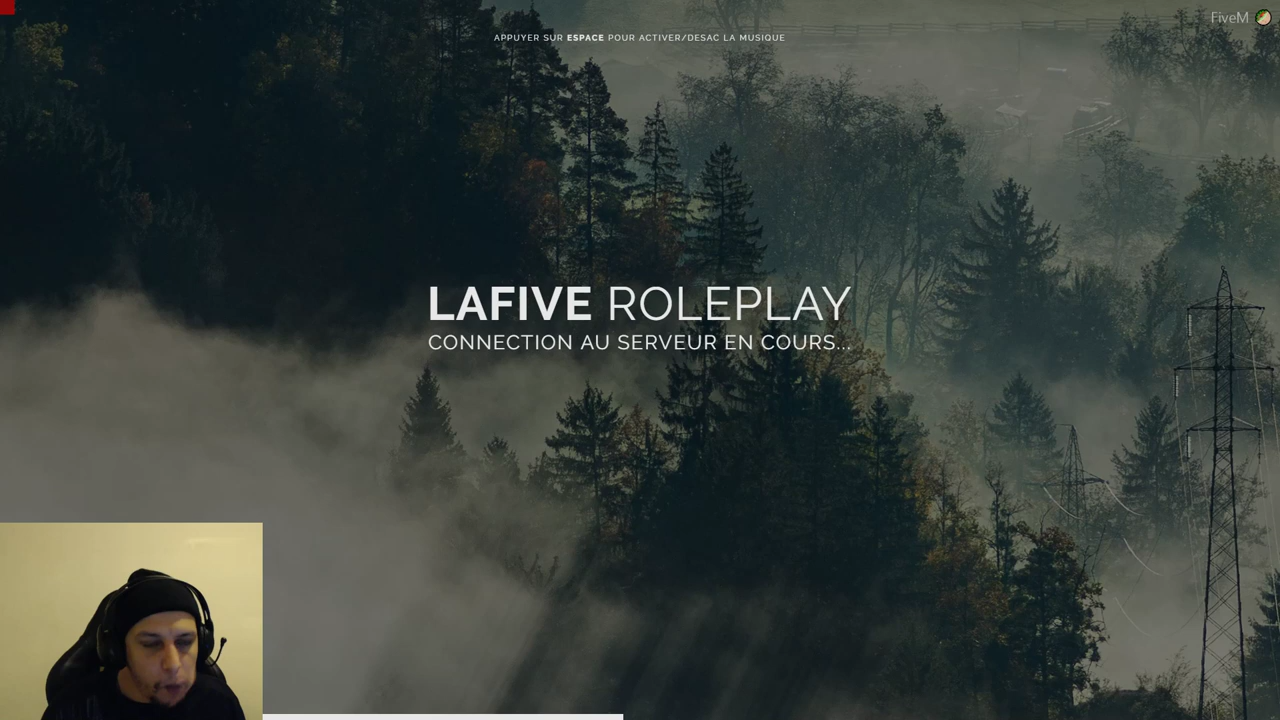 FiveM
APPUYER SUR ESPACE POUR ACTIVER/DESAC LA MUSIQUE
LAFIVE ROLEPLAY
CONNECTION AU SERVEUR EN COURS...